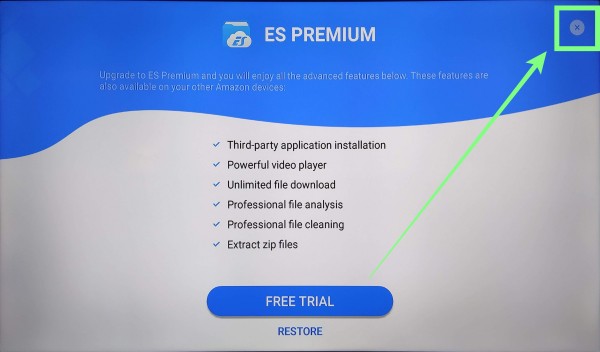 ES
ES PREMIUM
Upgrade to ES Premium and you will enjoy all the advanced features below. These features are
also available on your other Amazon devices.
Third-party application installation
Powerful video player
Unlimited file download
Professional file analysis
Professional file cleaning
Extract zip files
FREE TRIAL
RESTORE